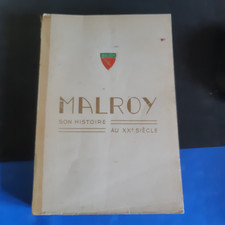 MALROY
SON HISTOIRE
AU XXE SIÈCLE